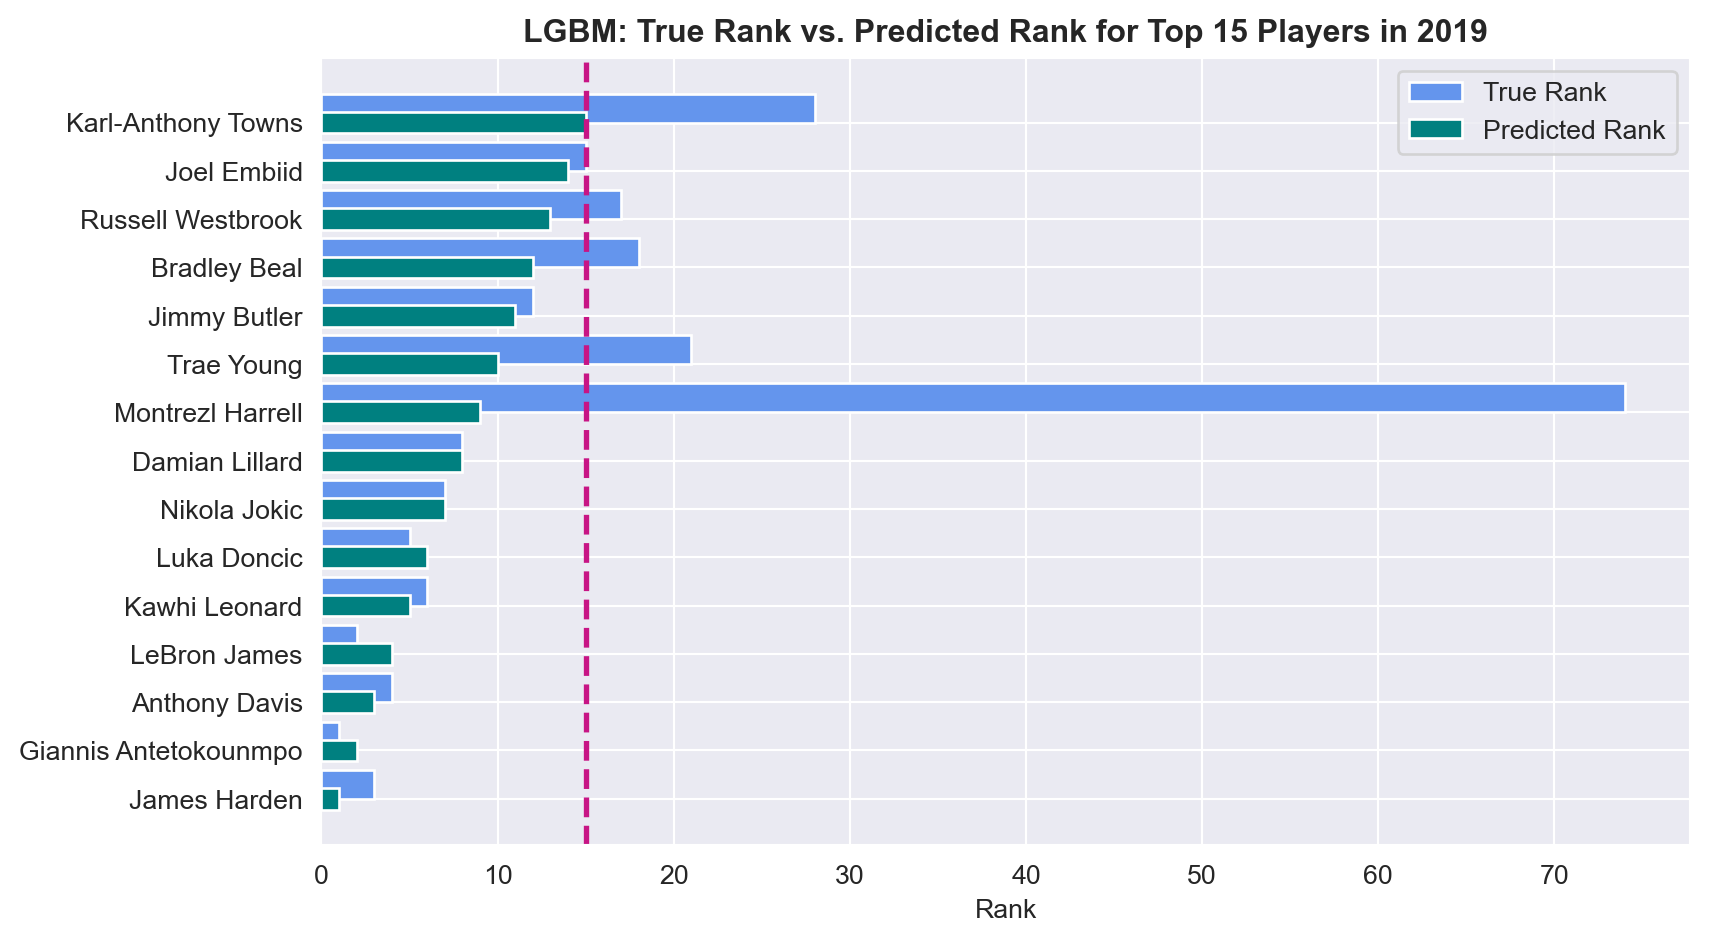 LGBM: True Rank vs. Predicted Rank for Top 15 Players in 2019
True Rank
Predicted Rank
Karl-Anthony Towns
Joel Embiid
Russell Westbrook
Bradley Beal
Jimmy Butler
Trae Young
Montrezl Harrell
Damian Lillard
Nikola Jokic
Luka Doncic
Kawhi Leonard
LeBron James
Anthony Davis
Giannis Antetokounmpo
James Harden
0 10 20 30 40 50 60 70
Rank